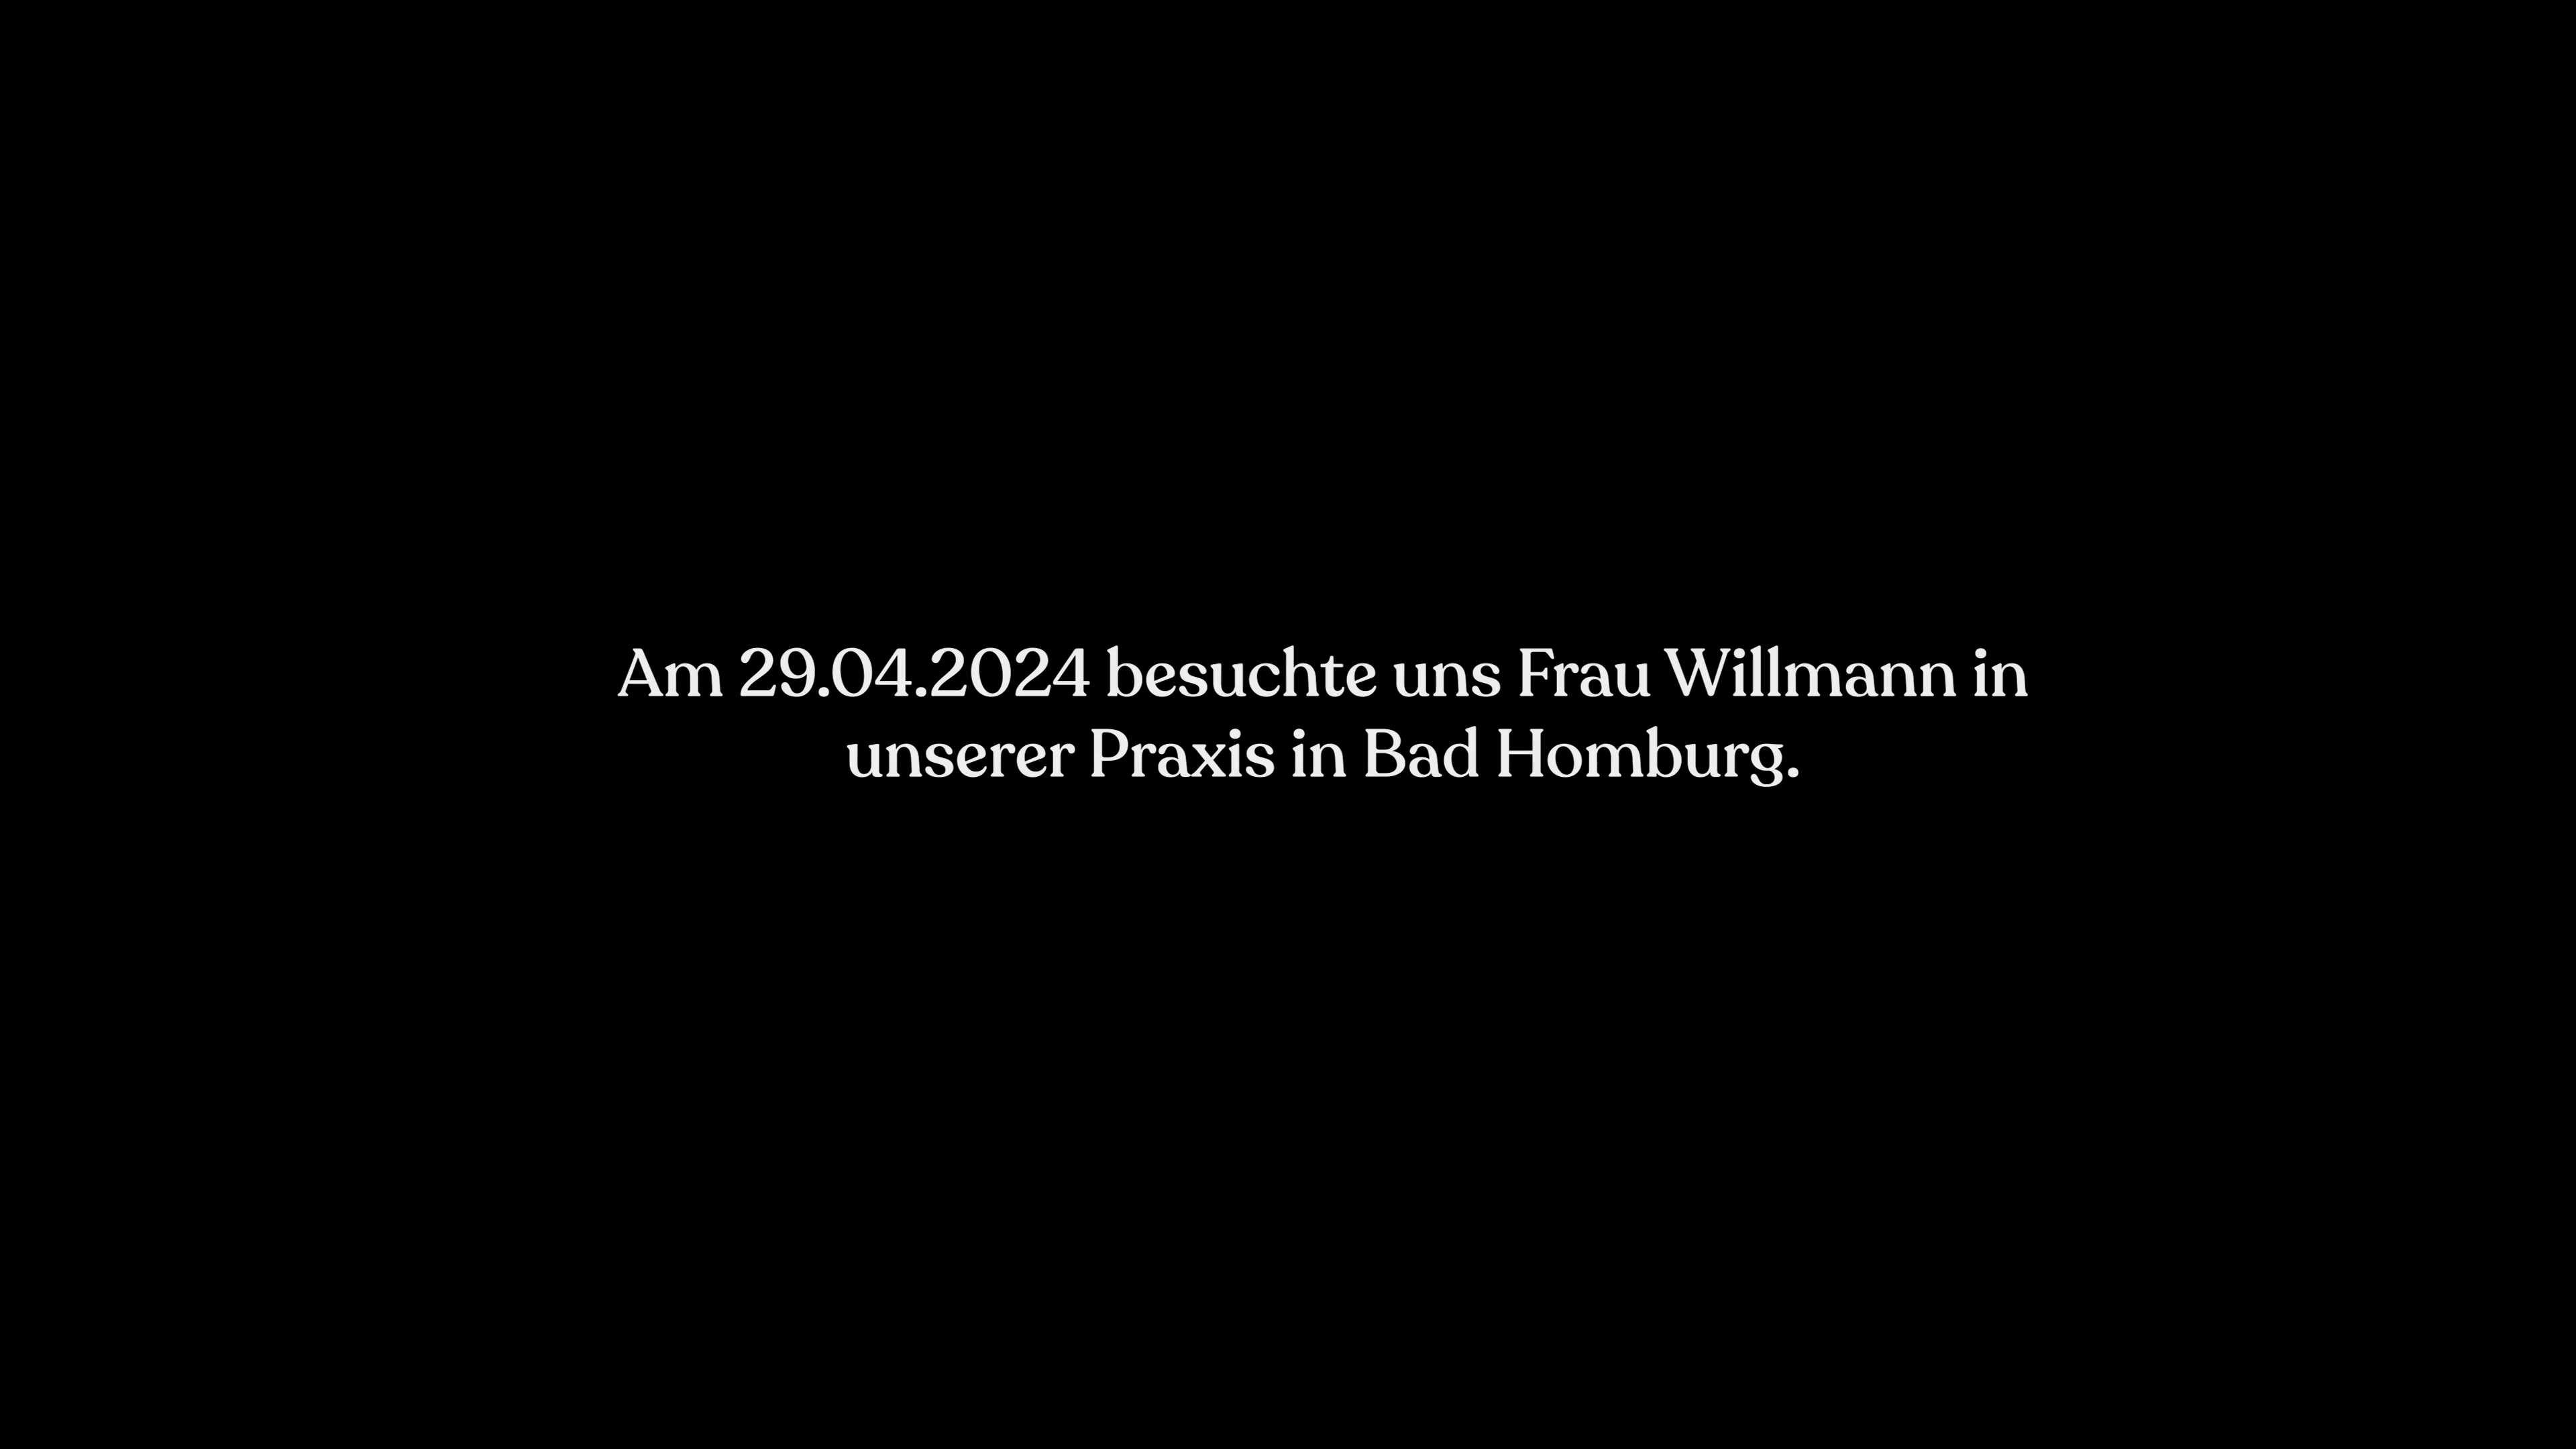 Am 29.04.2024 besuchte uns Frau Willmann in
unserer Praxis in Bad Homburg.